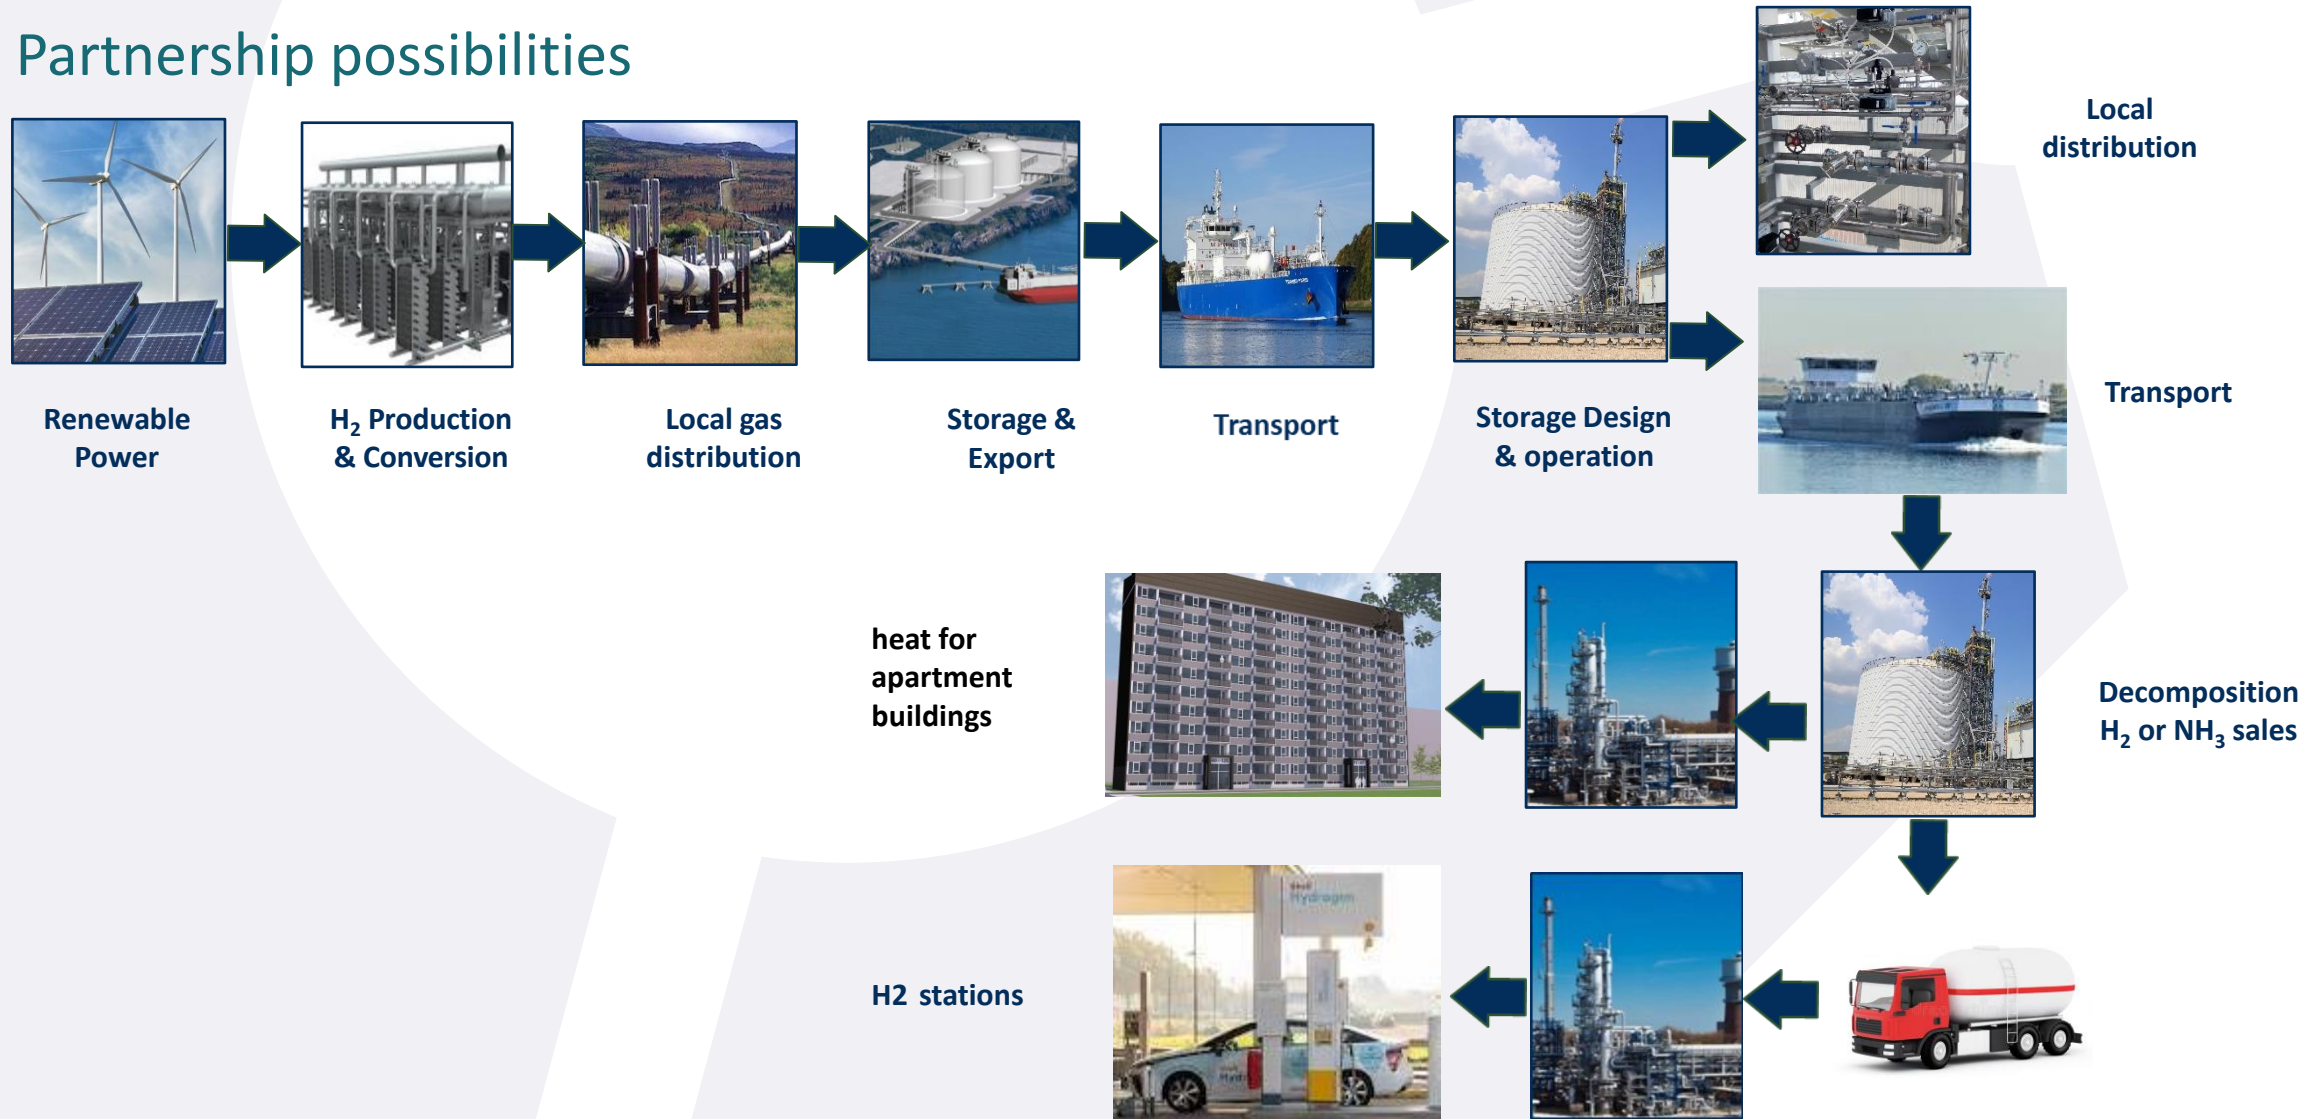 Partnership possibilities
Local
distribution
Renewable
Power
H₂ Production
& Conversion
Local gas
distribution
Storage &
Export
Transport
Storage Design
& operation
Transport
heat for
apartment
buildings
Decomposition
H₂ or NH₃ sales
Hydrogen
H2 stations